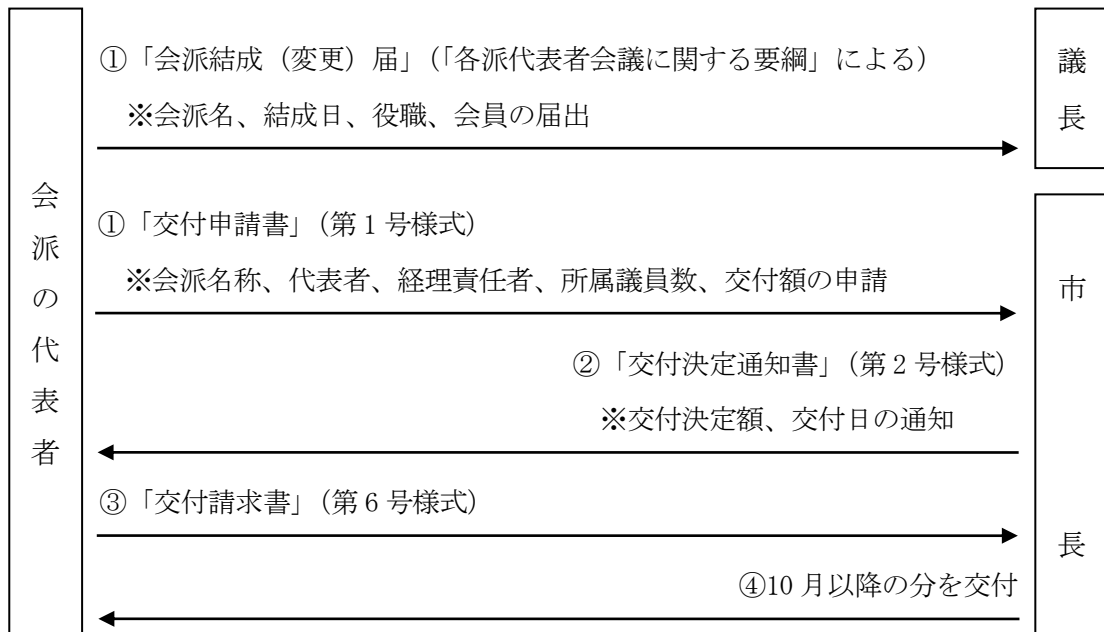 ①「会派結成（変更）届」（「各派代表者会議に関する要綱」による）
※会派名、結成日、役職、会員の届出
議長
会派の代表者
①「交付申請書」（第1号様式）
※会派名称、代表者、経理責任者、所属議員数、交付額の申請
②「交付決定通知書」（第2号様式）
※交付決定額、交付日の通知
③「交付請求書」（第6号様式）
④10月以降の分を交付
市長